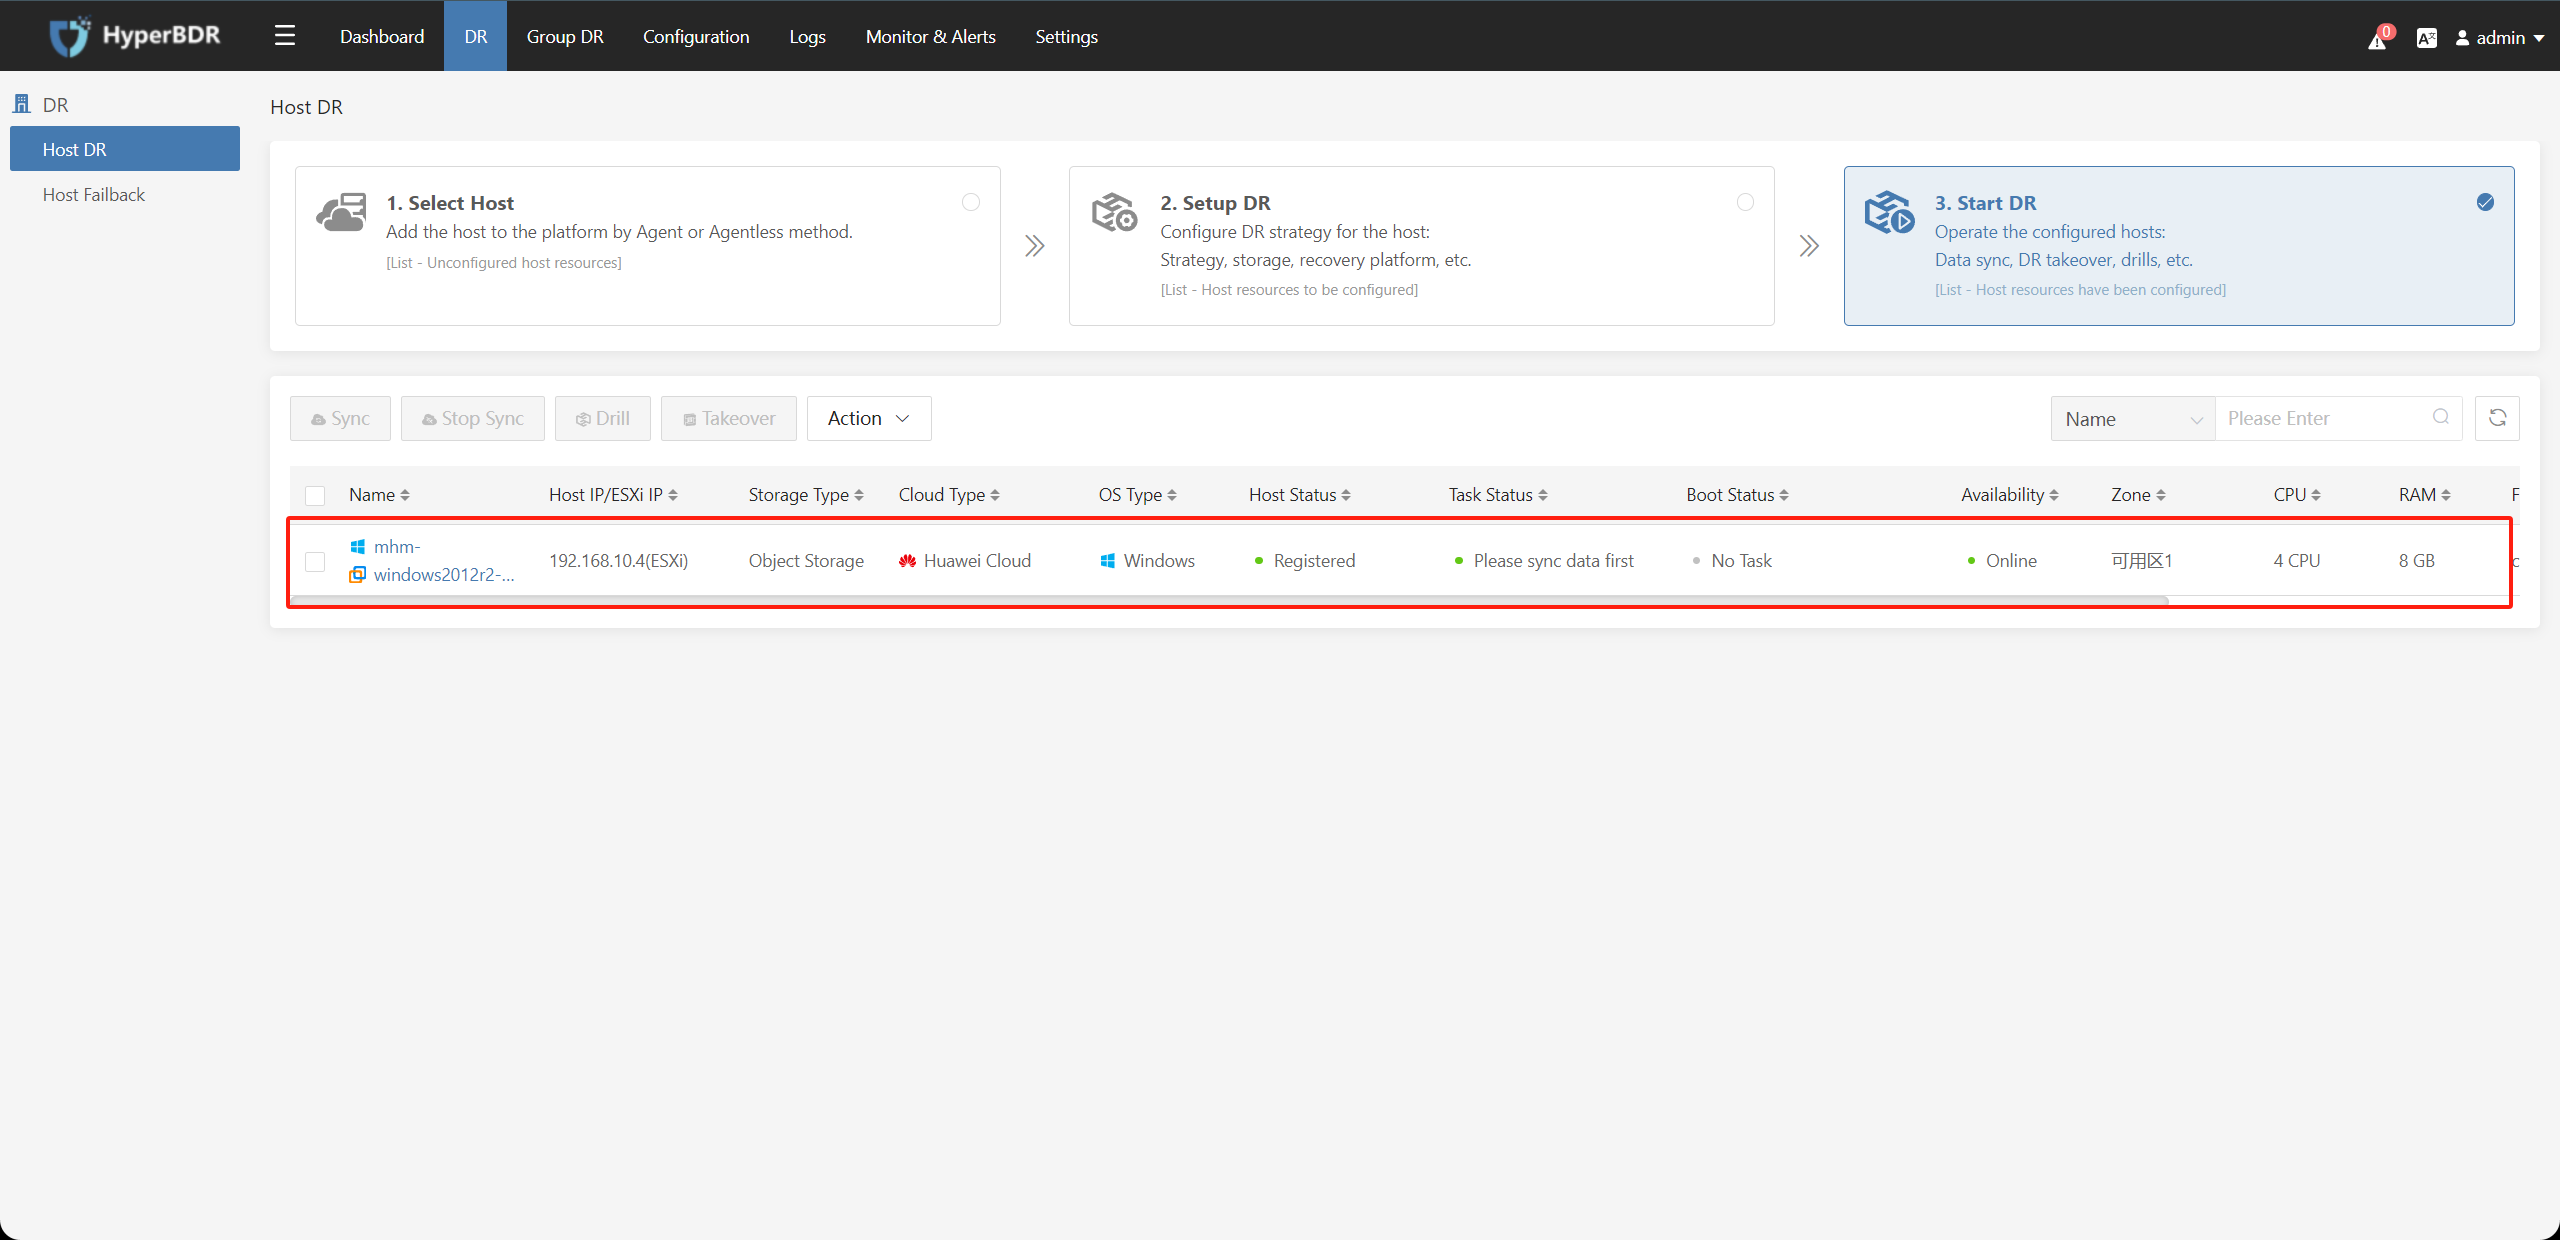 HyperBDR
Dashboard
DR
Group DR
Configuration
Logs
Monitor & Alerts
Settings
0
admin
DR
Host DR
Host Failback
Host DR
1. Select Host
Add the host to the platform by Agent or Agentless method.
[List - Unconfigured host resources]
2. Setup DR
Configure DR strategy for the host:
Strategy, storage, recovery platform, etc.
[List - Host resources to be configured]
3. Start DR
Operate the configured hosts:
Data sync, DR takeover, drills, etc.
[List - Host resources have been configured]
Sync
Stop Sync
Drill
Takeover
Action
Name
Please Enter
Name
Host IP/ESXi IP
Storage Type
Cloud Type
OS Type
Host Status
Task Status
Boot Status
Availability
Zone
CPU
RAM
mhm-
windows2012r2-...
192.168.10.4(ESXi)
Object Storage
Huawei Cloud
Windows
Registered
Please sync data first
No Task
Online
可用区1
4 CPU
8 GB